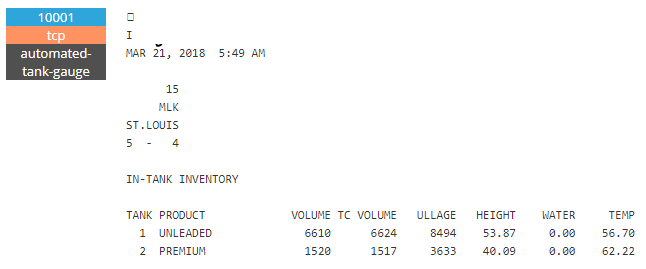 10001
tcp
automated-
tank-gauge
I
MAR 21, 2018 5:49 AM
15
MLK
ST.LOUIS
5 - 4
IN-TANK INVENTORY
TANK PRODUCT VOLUME TC VOLUME ULLAGE HEIGHT WATER TEMP
1 UNLEADED 6610 6624 8494 53.87 0.00 56.70
2 PREMIUM 1520 1517 3633 40.09 0.00 62.22